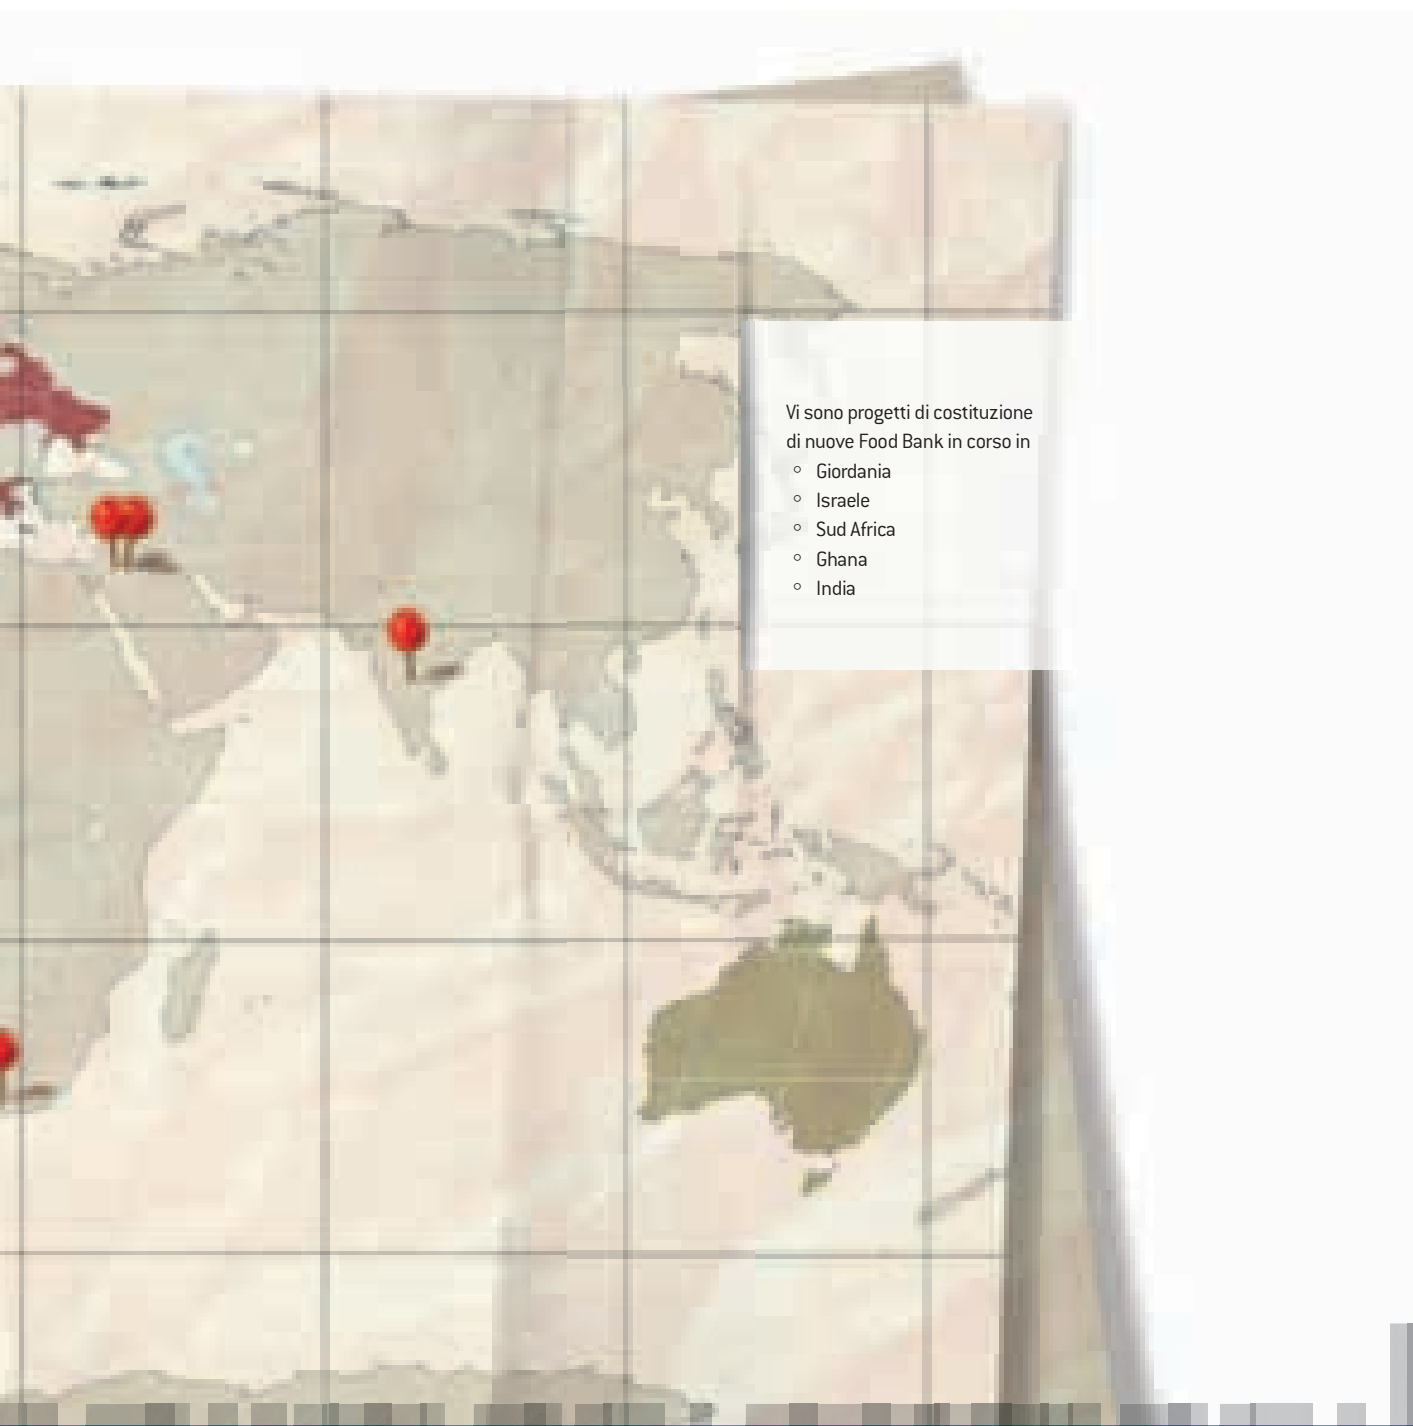 Vi sono progetti di costituzione
di nuove Food Bank in corso in
° Giordania
° Israele
° Sud Africa
° Ghana
° India